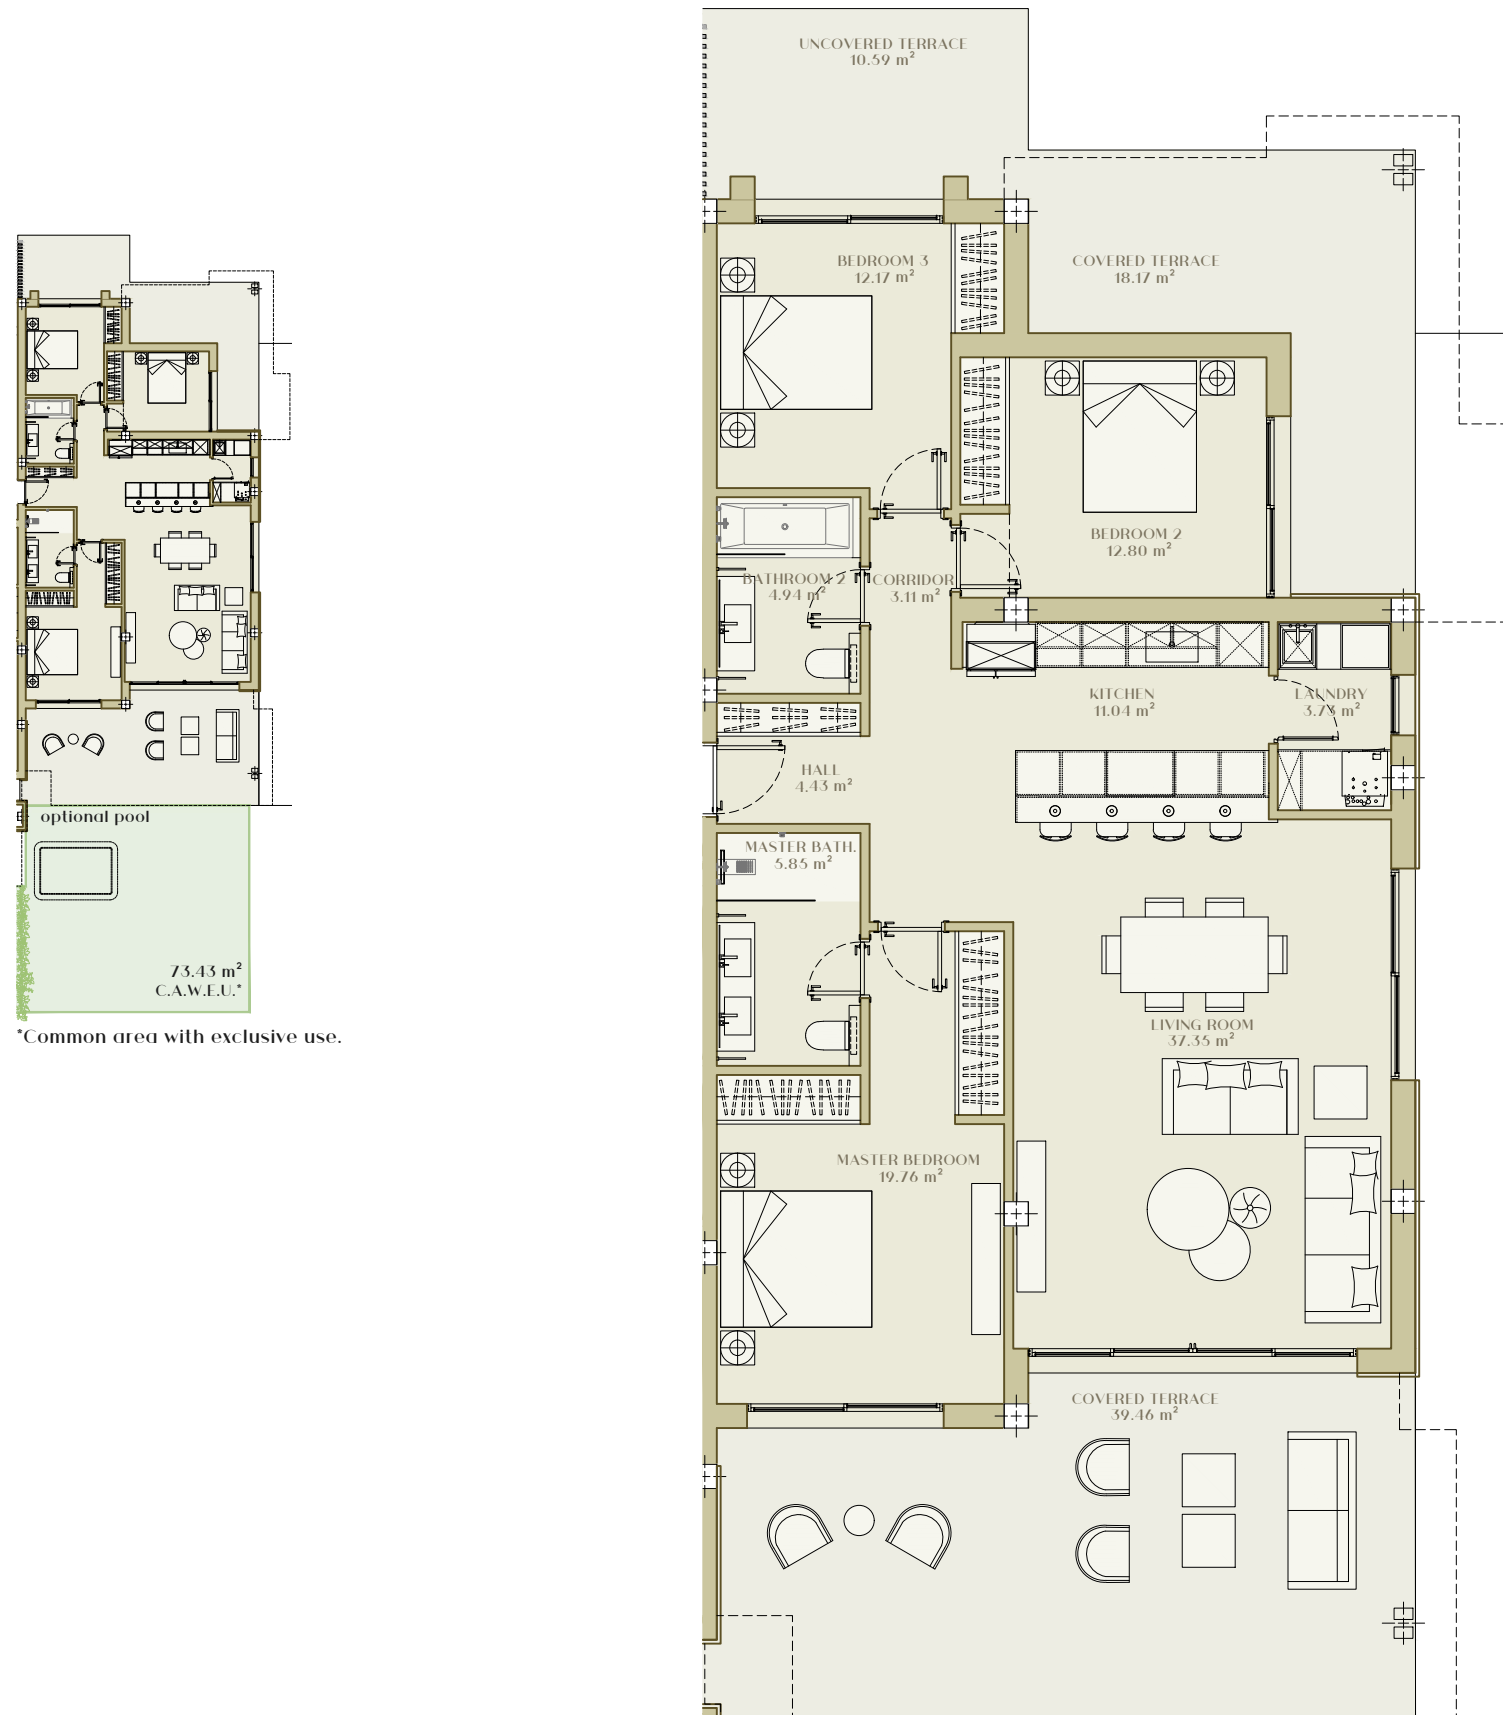 UNCOVERED TERRACE
10.59 m²
BEDROOM 3
12.17 m²
COVERED TERRACE
18.17 m²
BEDROOM 2
12.80 m²
BATHROOM 2
4.94 m²
CORRIDOR
3.11 m²
KITCHEN
11.04 m²
LAUNDRY
3.73 m²
HALL
4.43 m²
MASTER BATH.
5.85 m²
LIVING ROOM
37.35 m²
MASTER BEDROOM
19.76 m²
COVERED TERRACE
39.46 m²
optional pool
73.43 m²
C.A.W.E.U.*
*Common area with exclusive use.